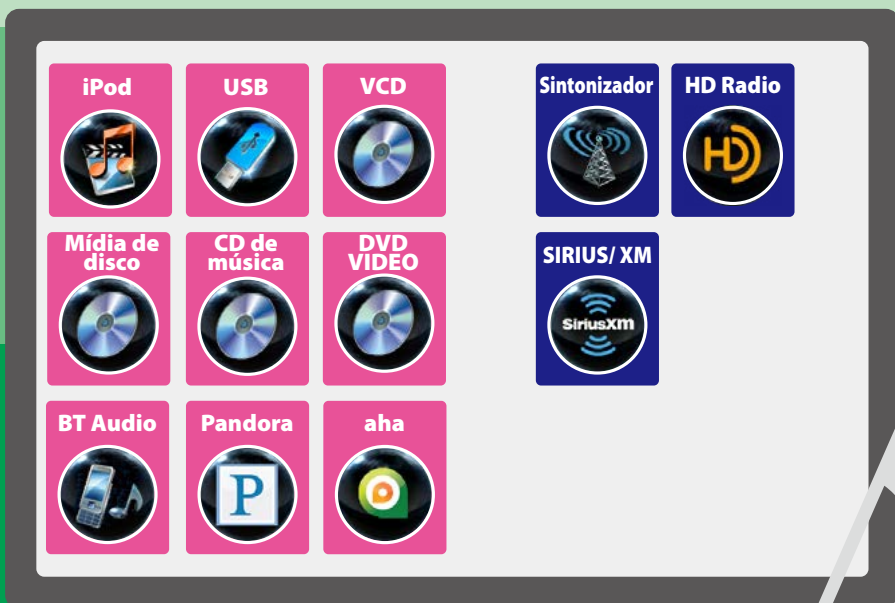 iPod
USB
VCD
Sintonizador
HD Radio
HD
Mídia de
disco
CD de
música
DVD
VIDEO
SIRIUS/ XM
SiriusXm
BT Audio
Pandora
aha
P